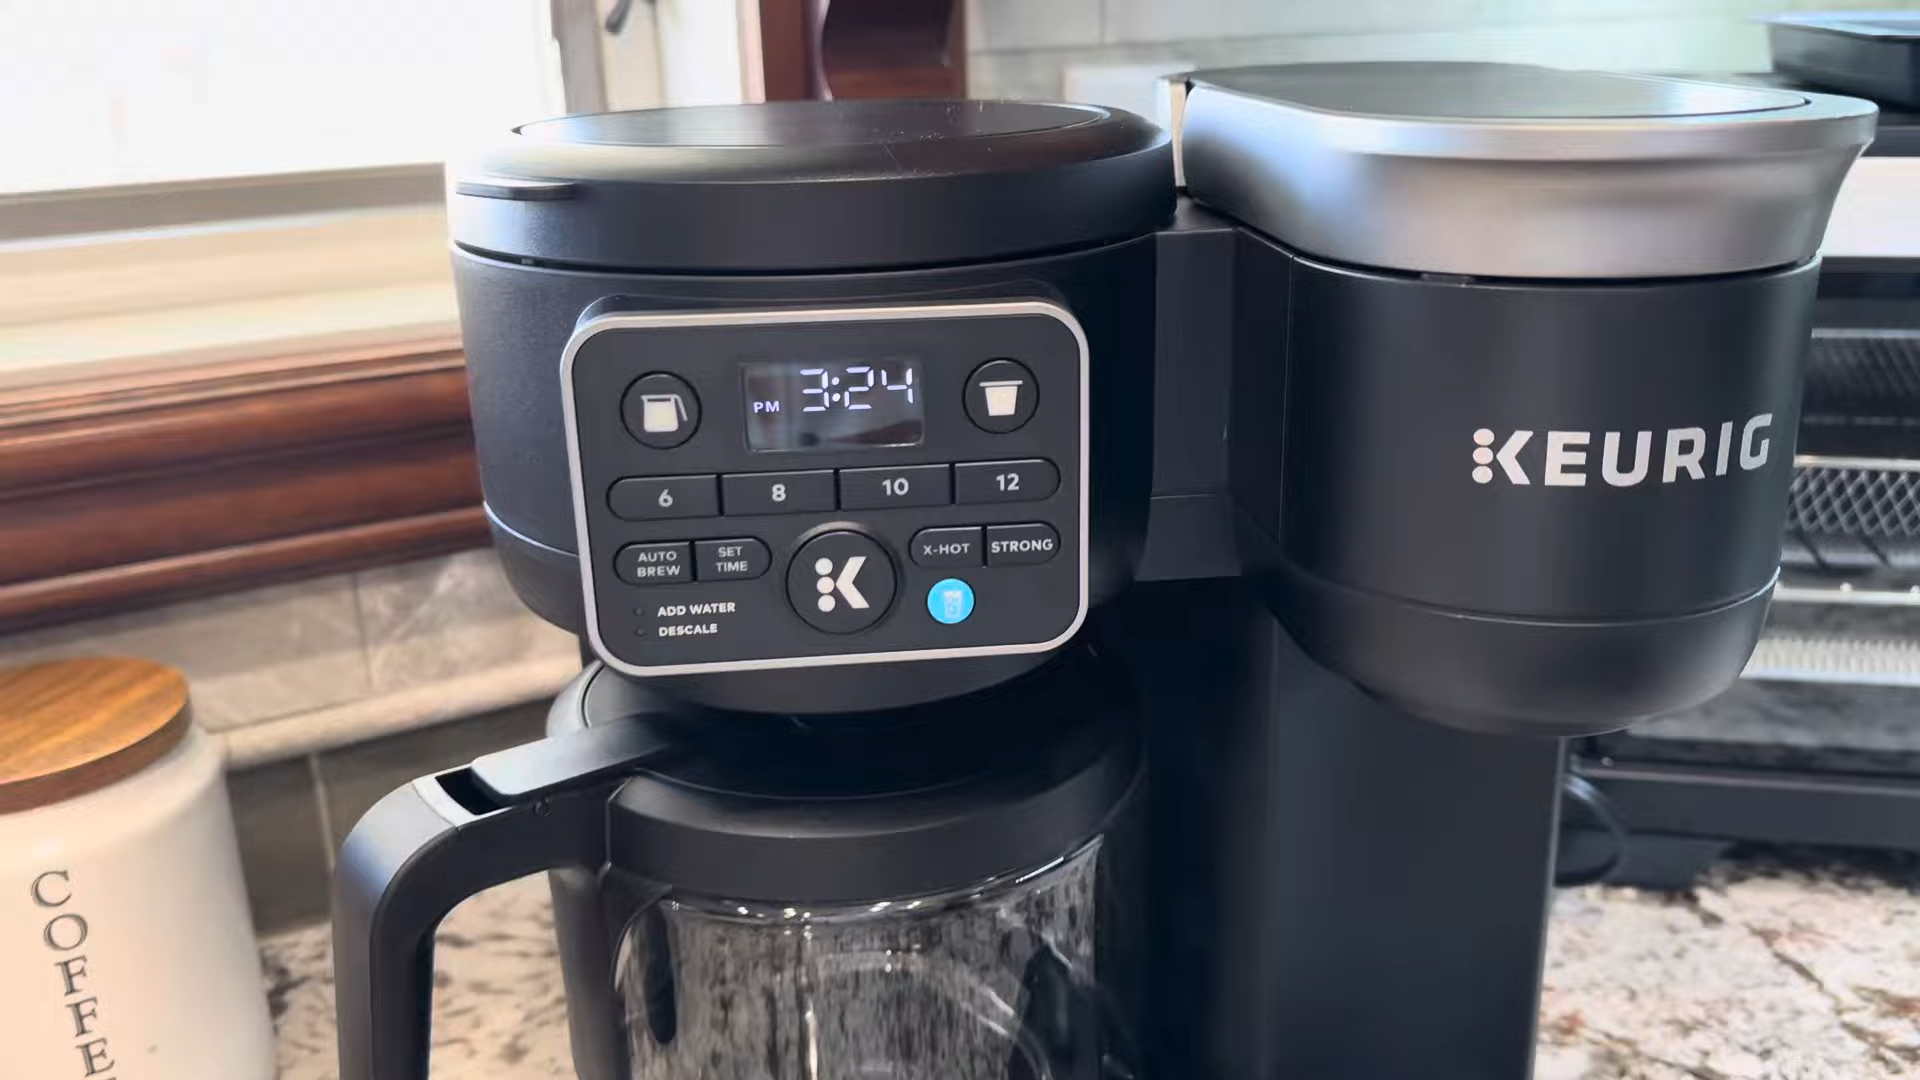 PM 3:24
6 8 10 12
AUTO BREW
SET TIME
X-HOT
STRONG
K
ADD WATER
DESCALE
KEURIG
COFFE